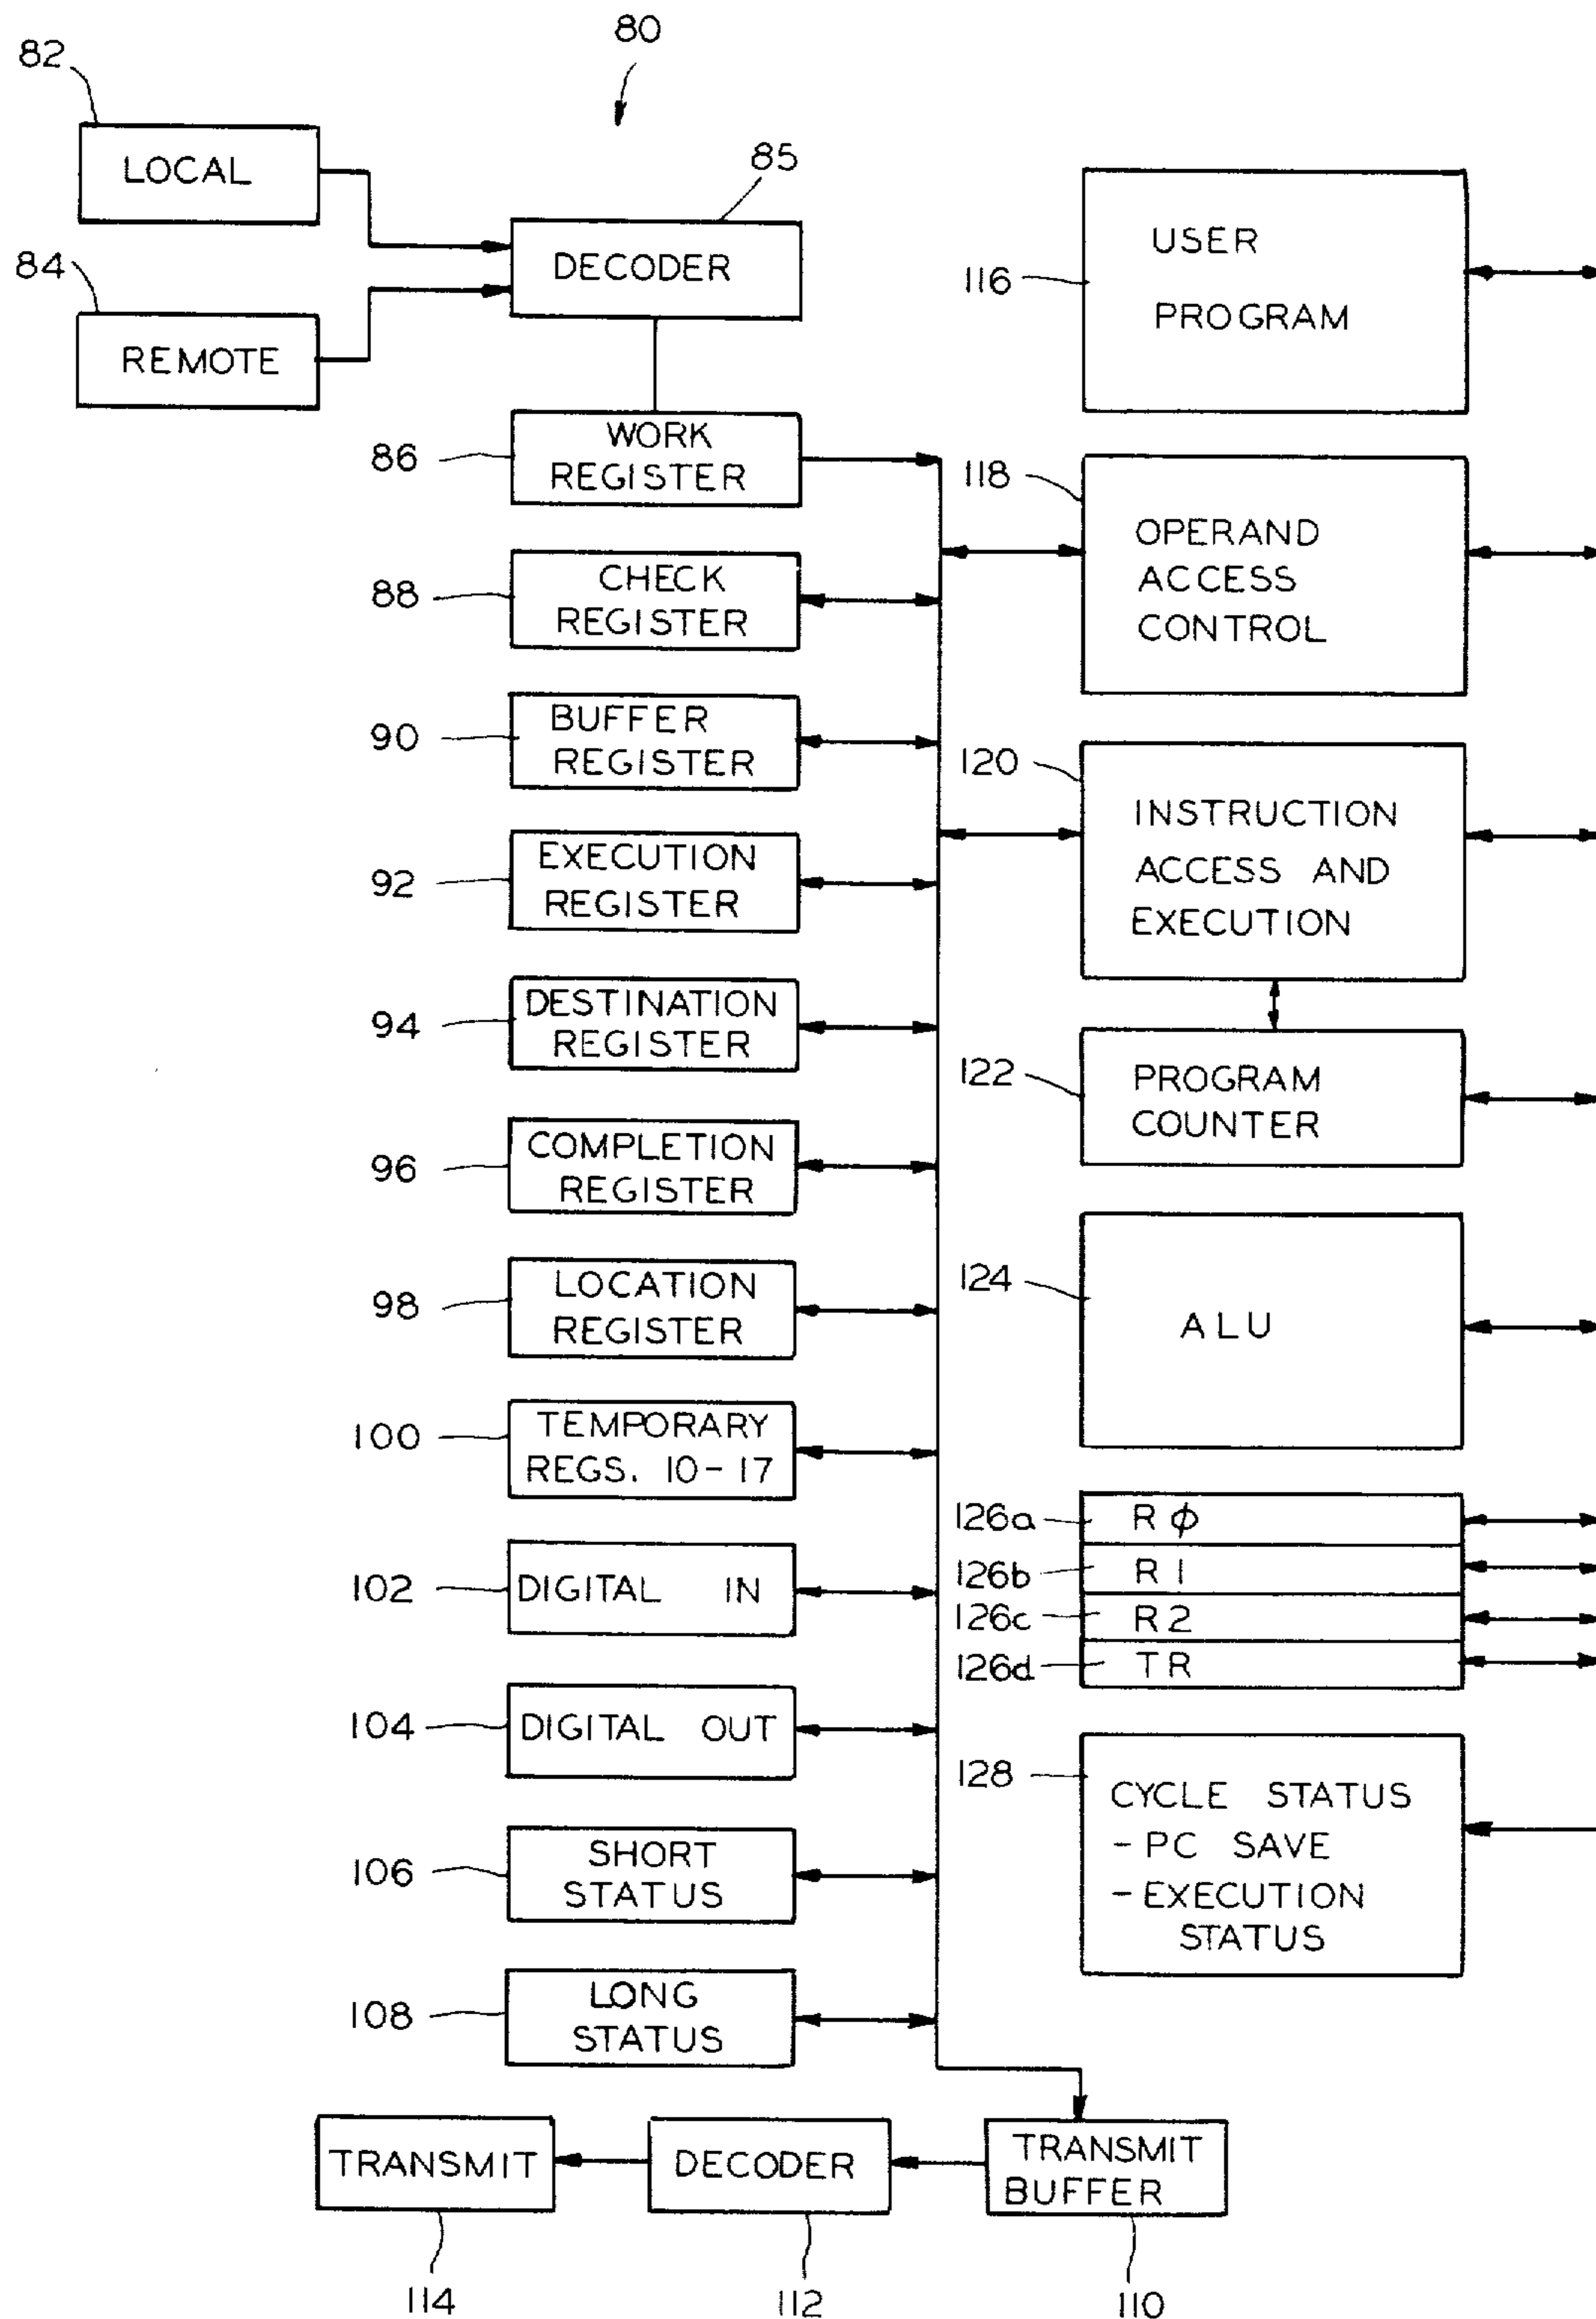 80
82
LOCAL
85
DECODER
84
REMOTE
86
WORK
REGISTER
88
CHECK
REGISTER
90
BUFFER
REGISTER
92
EXECUTION
REGISTER
94
DESTINATION
REGISTER
96
COMPLETION
REGISTER
98
LOCATION
REGISTER
100
TEMPORARY
REGS. 10-17
102
DIGITAL IN
104
DIGITAL OUT
106
SHORT
STATUS
108
LONG
STATUS
116
USER
PROGRAM
118
OPERAND
ACCESS
CONTROL
120
INSTRUCTION
ACCESS AND
EXECUTION
122
PROGRAM
COUNTER
124
ALU
126a
Rϕ
126b
R1
126c
R2
126d
TR
128
CYCLE STATUS
- PC SAVE
- EXECUTION
STATUS
TRANSMIT
DECODER
TRANSMIT
BUFFER
114
112
110